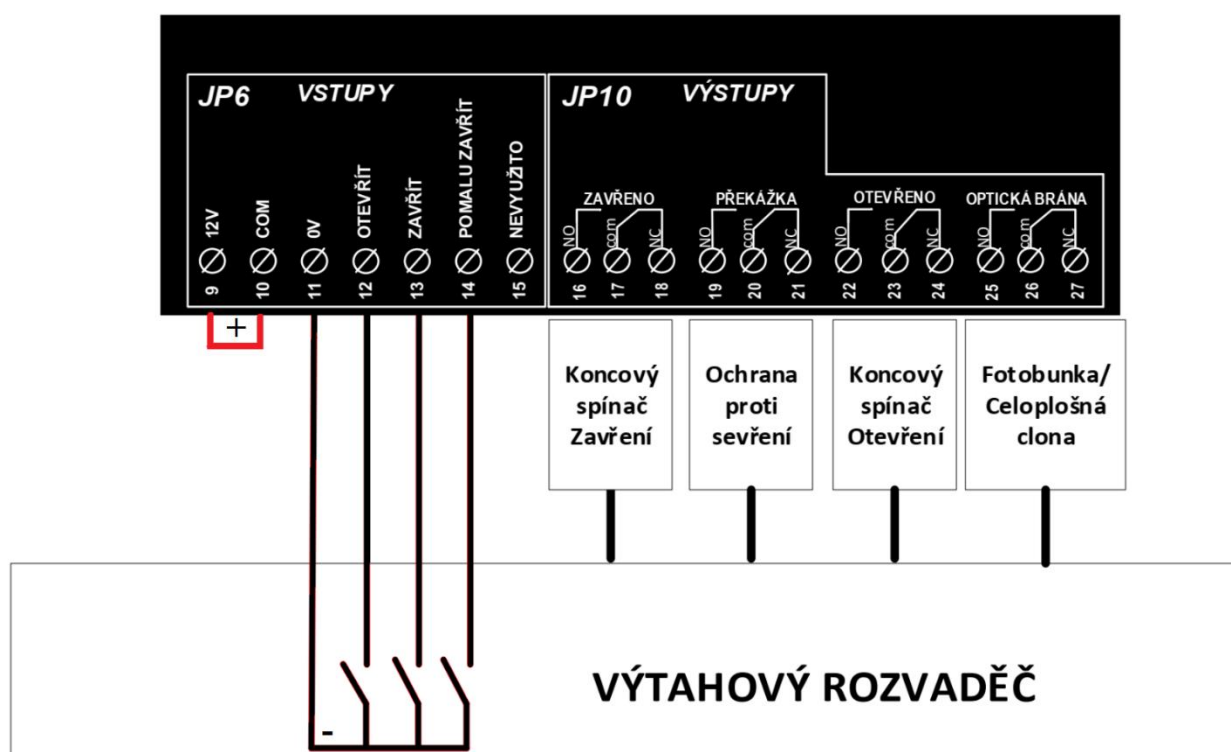 JP6 VSTUPY
JP10 VÝSTUPY
12V
COM
0V
OTEVŘÍT
ZAVŘÍT
POMALU ZAVŘÍT
NEVYUŽITO
9 10 11 12 13 14 15
ZAVŘENO
NO com NC
16 17 18
PŘEKÁŽKA
NO com NC
19 20 21
OTEVŘENO
NO com NC
22 23 24
OPTICKÁ BRÁNA
NO com NC
25 26 27
+
Koncový
spínač
Zavření
Ochrana
proti
sevření
Koncový
spínač
Otevření
Fotobunka/
Celoplošná
clona
VÝTAHOVÝ ROZVADĚČ
-